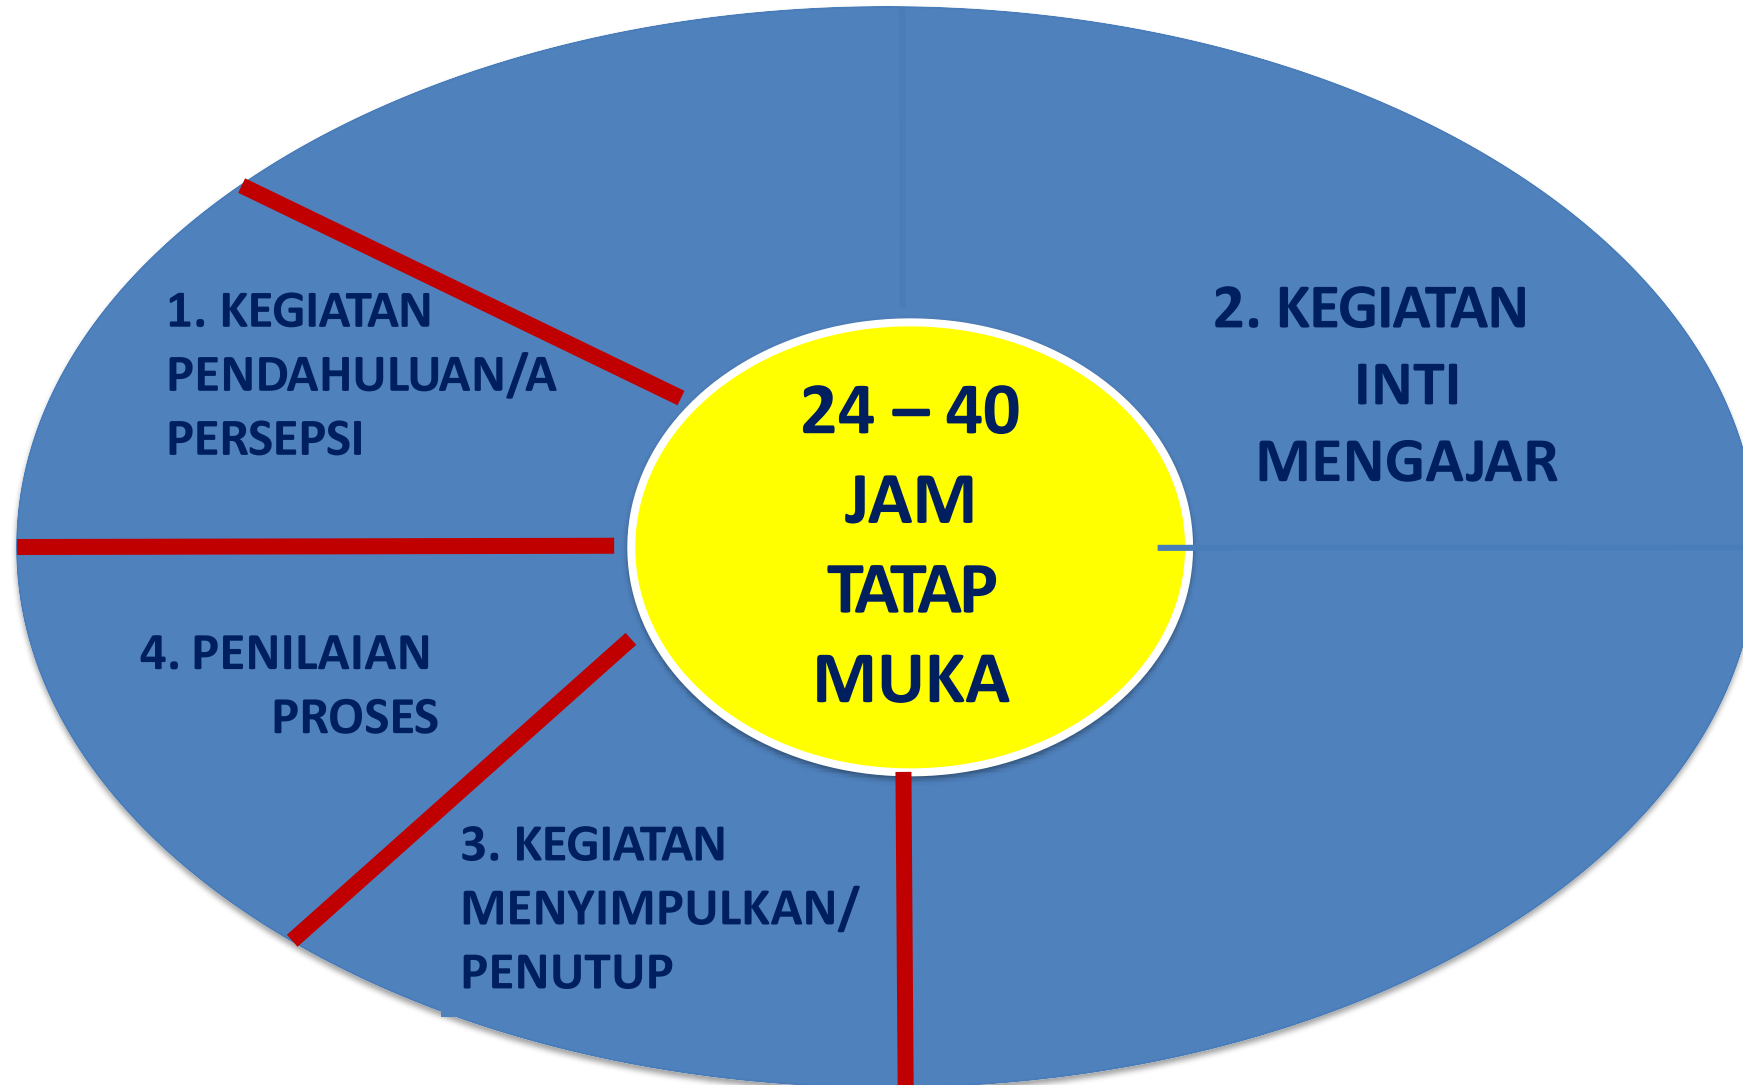 1. KEGIATAN
PENDAHULUAN/A
PERSEPSI
2. KEGIATAN
INTI
MENGAJAR
24 – 40
JAM
TATAP
MUKA
4. PENILAIAN
PROSES
3. KEGIATAN
MENYIMPULKAN/
PENUTUP